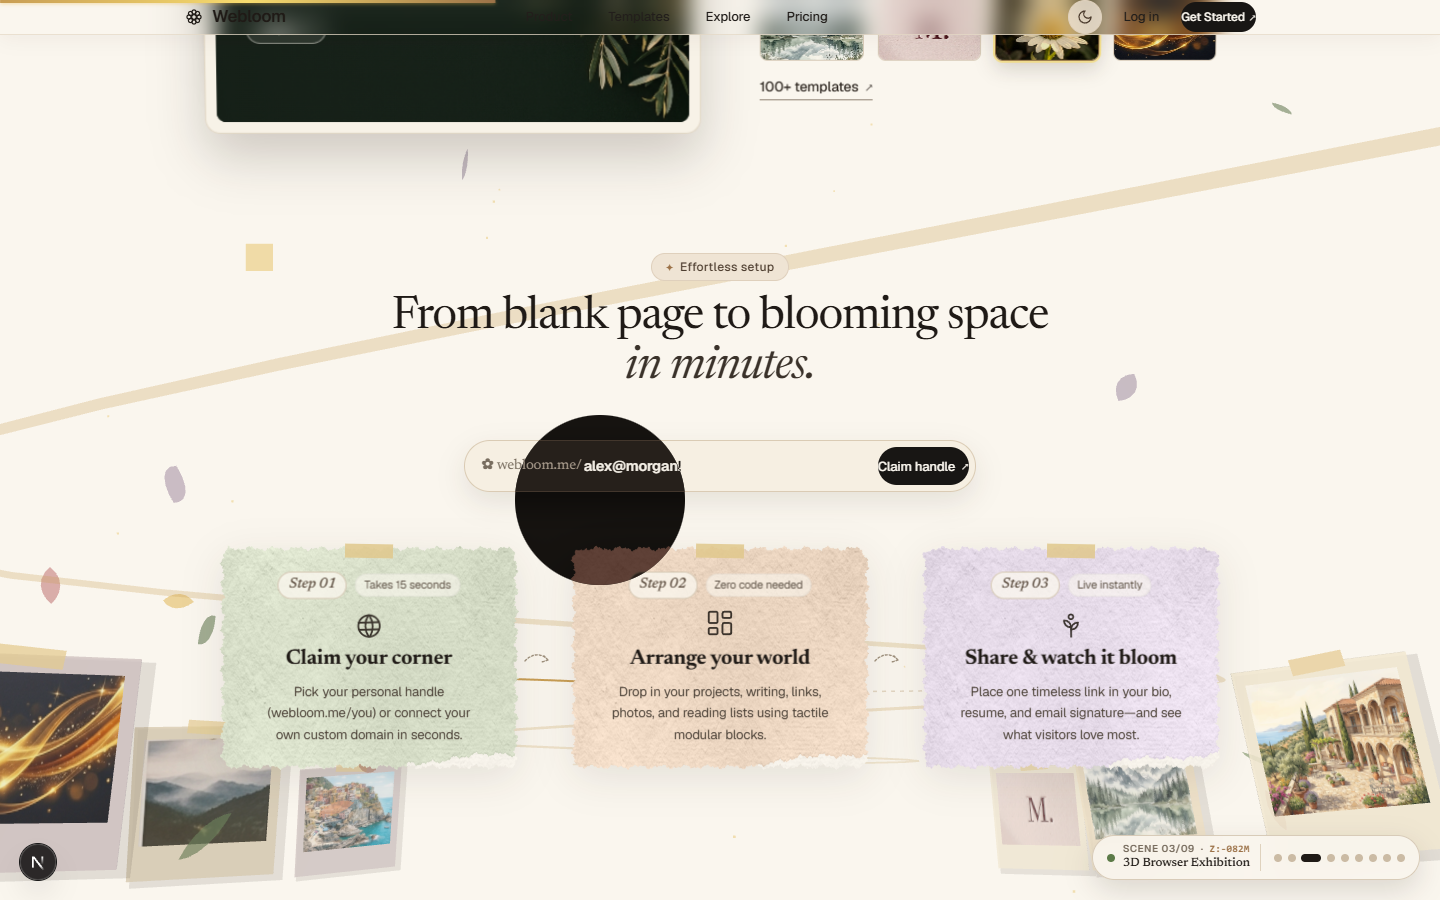 Webloom
Templates
Explore
Pricing
Log in
Get Started ↗
M.
100+ templates ↗
✦ Effortless setup
From blank page to blooming space
in minutes.
✿ webloom.me/ alex@morgan!
Claim handle ↗
Step 01
Takes 15 seconds
Claim your corner
Pick your personal handle
(webloom.me/you) or connect your
own custom domain in seconds.
Step 02
Zero code needed
Arrange your world
Drop in your projects, writing, links,
photos, and reading lists using tactile
modular blocks.
Step 03
Live instantly
Share & watch it bloom
Place one timeless link in your bio,
resume, and email signature—and see
what visitors love most.
M.
N
SCENE 03/09 · Z:-082M
3D Browser Exhibition